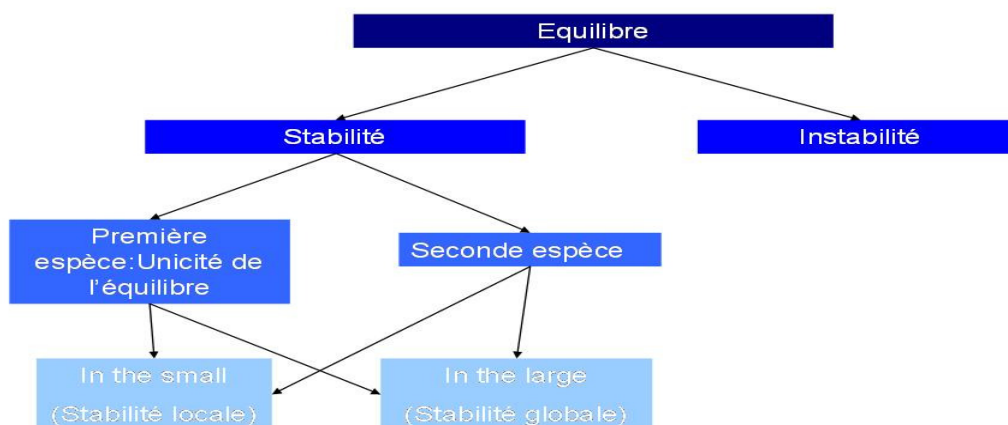 Equilibre
Stabilité
Instabilité
Première
espèce:Unicité de
l'équilibre
Seconde espèce
In the small
(Stabilité locale)
In the large
(Stabilité globale)